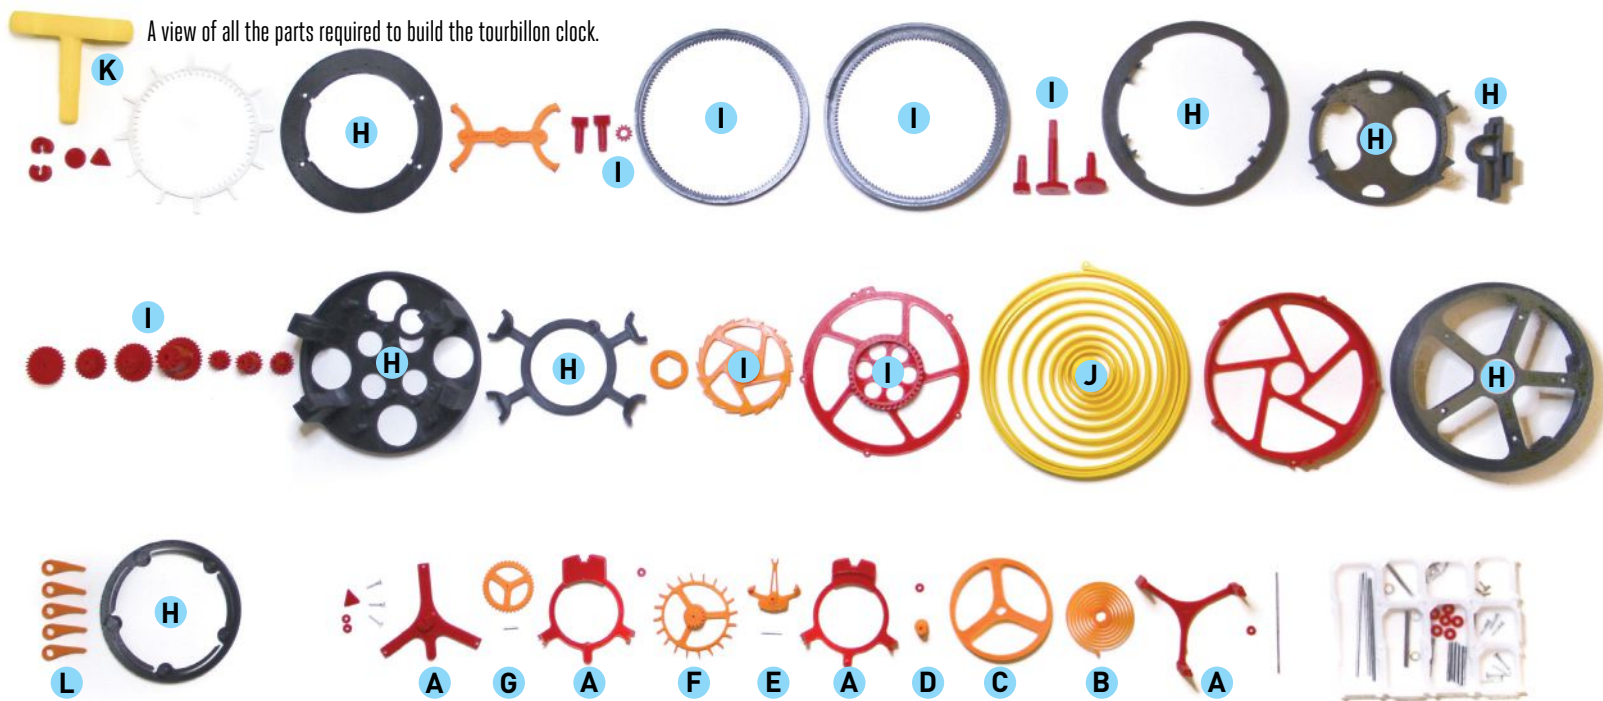 A view of all the parts required to build the tourbillon clock.
K
H
I
I
I
I
H
H
H
I
H
H
I
I
J
H
L
H
A
G
A
F
E
A
D
C
B
A